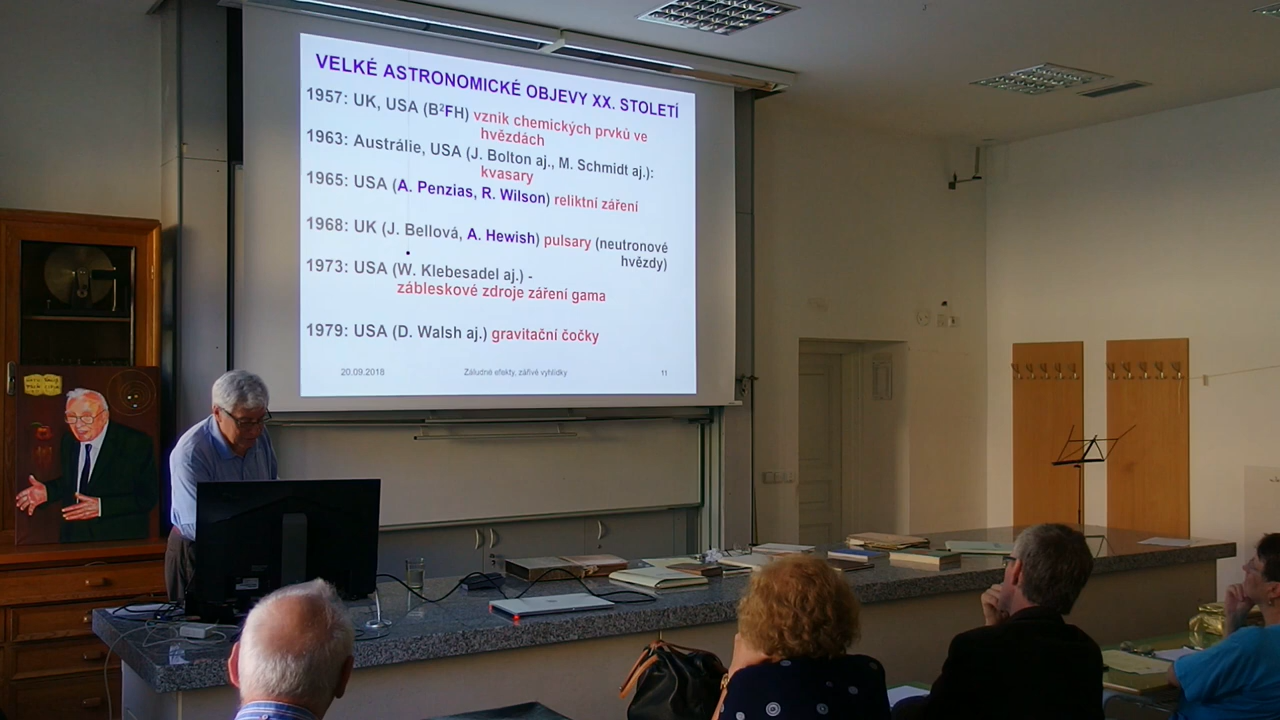 VELKÉ ASTRONOMICKÉ OBJEVY XX. STOLETÍ
1957: UK, USA (B²FH) vznik chemických prvků ve
hvězdách
1963: Austrálie, USA (J. Bolton aj., M. Schmidt aj.):
kvasary
1965: USA (A. Penzias, R. Wilson) reliktní záření
1968: UK (J. Bellová, A. Hewish) pulsary (neutronové
hvězdy)
1973: USA (W. Klebesadel aj.) -
zábleskové zdroje záření gama
1979: USA (D. Walsh aj.) gravitační čočky
20.09.2018 Záludné efekty, zářivé vyhlídky 11